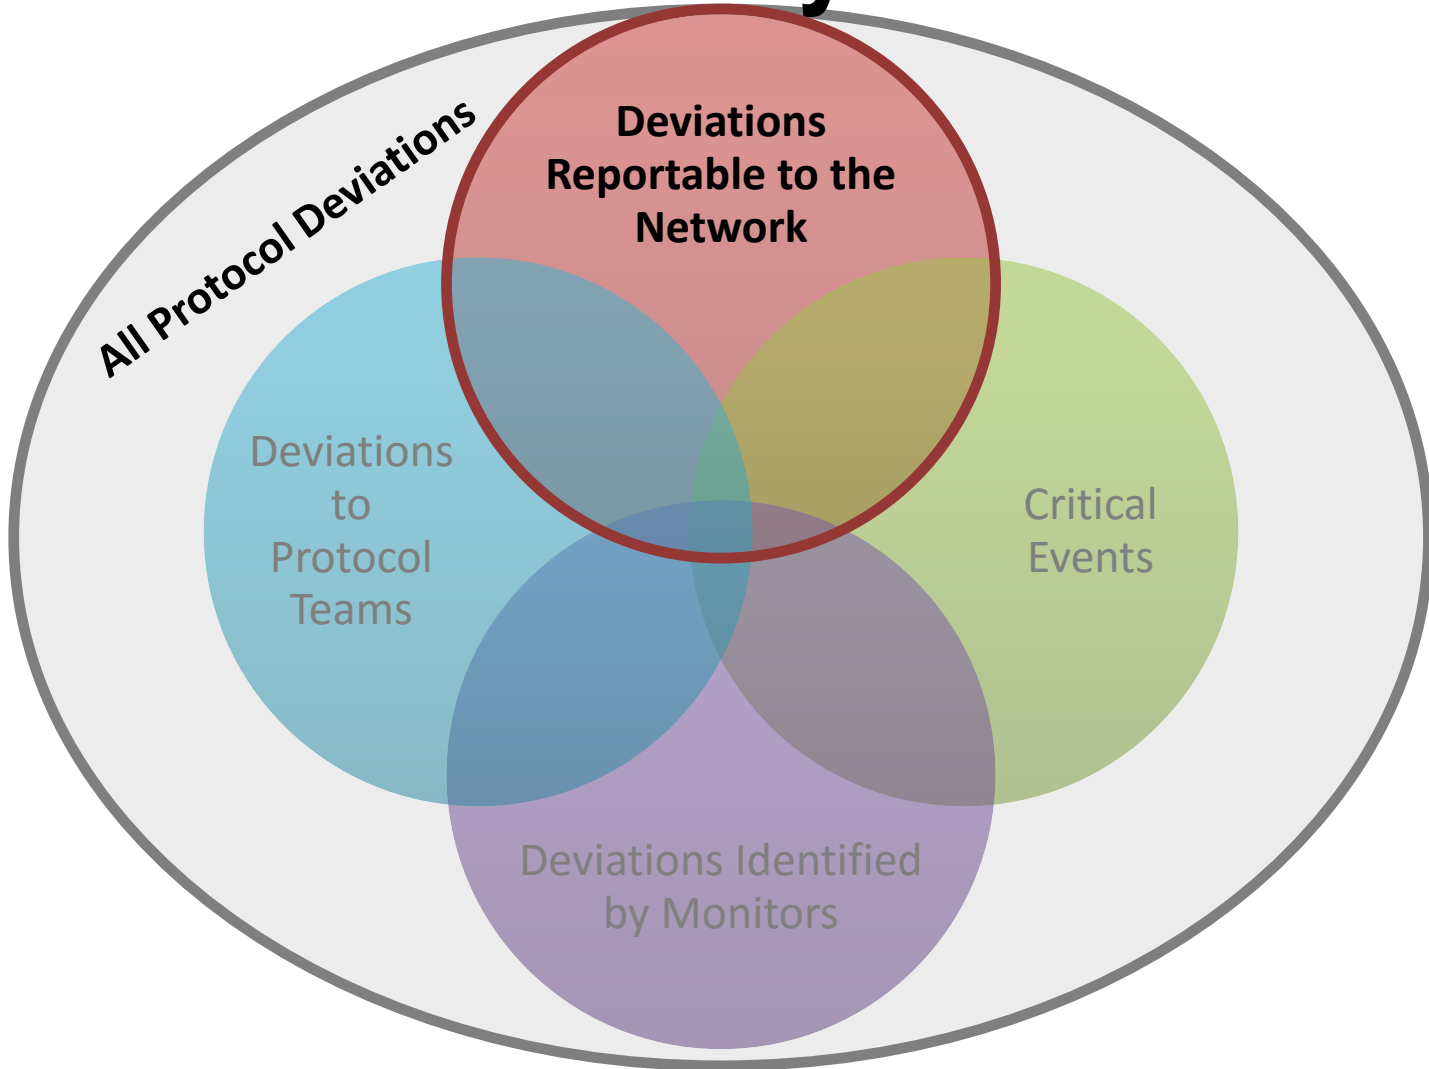 All Protocol Deviations
Deviations
Reportable to the
Network
Deviations
to
Protocol
Teams
Critical
Events
Deviations Identified
by Monitors